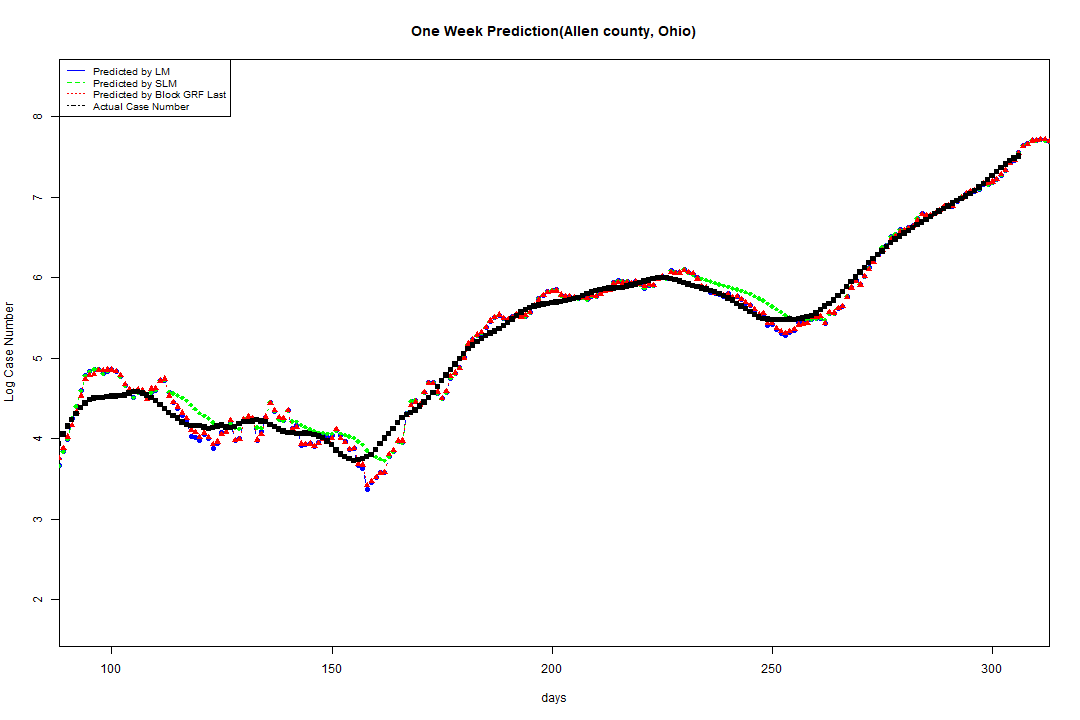 One Week Prediction(Allen county, Ohio)
Predicted by LM
Predicted by SLM
Predicted by Block GRF Last
Actual Case Number
8
7
6
5
4
3
2
Log Case Number
100 150 200 250 300
days